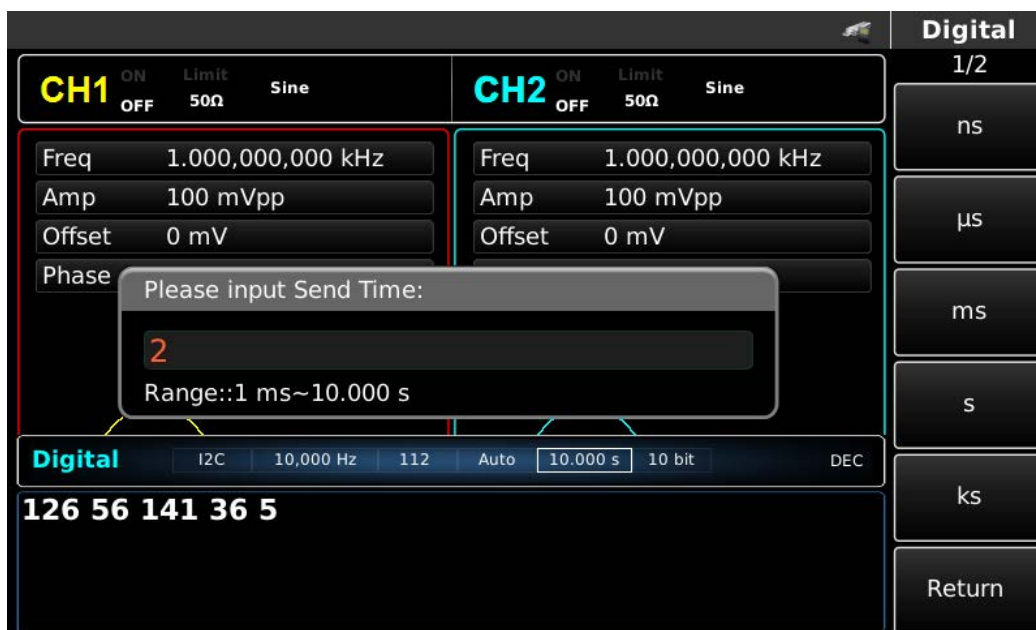 Digital
1/2
CH1 ON OFF Limit 50Ω Sine
CH2 ON OFF Limit 50Ω Sine
ns
Freq 1.000,000,000 kHz
Freq 1.000,000,000 kHz
Amp 100 mVpp
Amp 100 mVpp
µs
Offset 0 mV
Offset 0 mV
Phase
Please input Send Time:
ms
2
Range::1 ms~10.000 s
s
Digital I2C 10,000 Hz 112 Auto 10.000 s 10 bit DEC
ks
126 56 141 36 5
Return